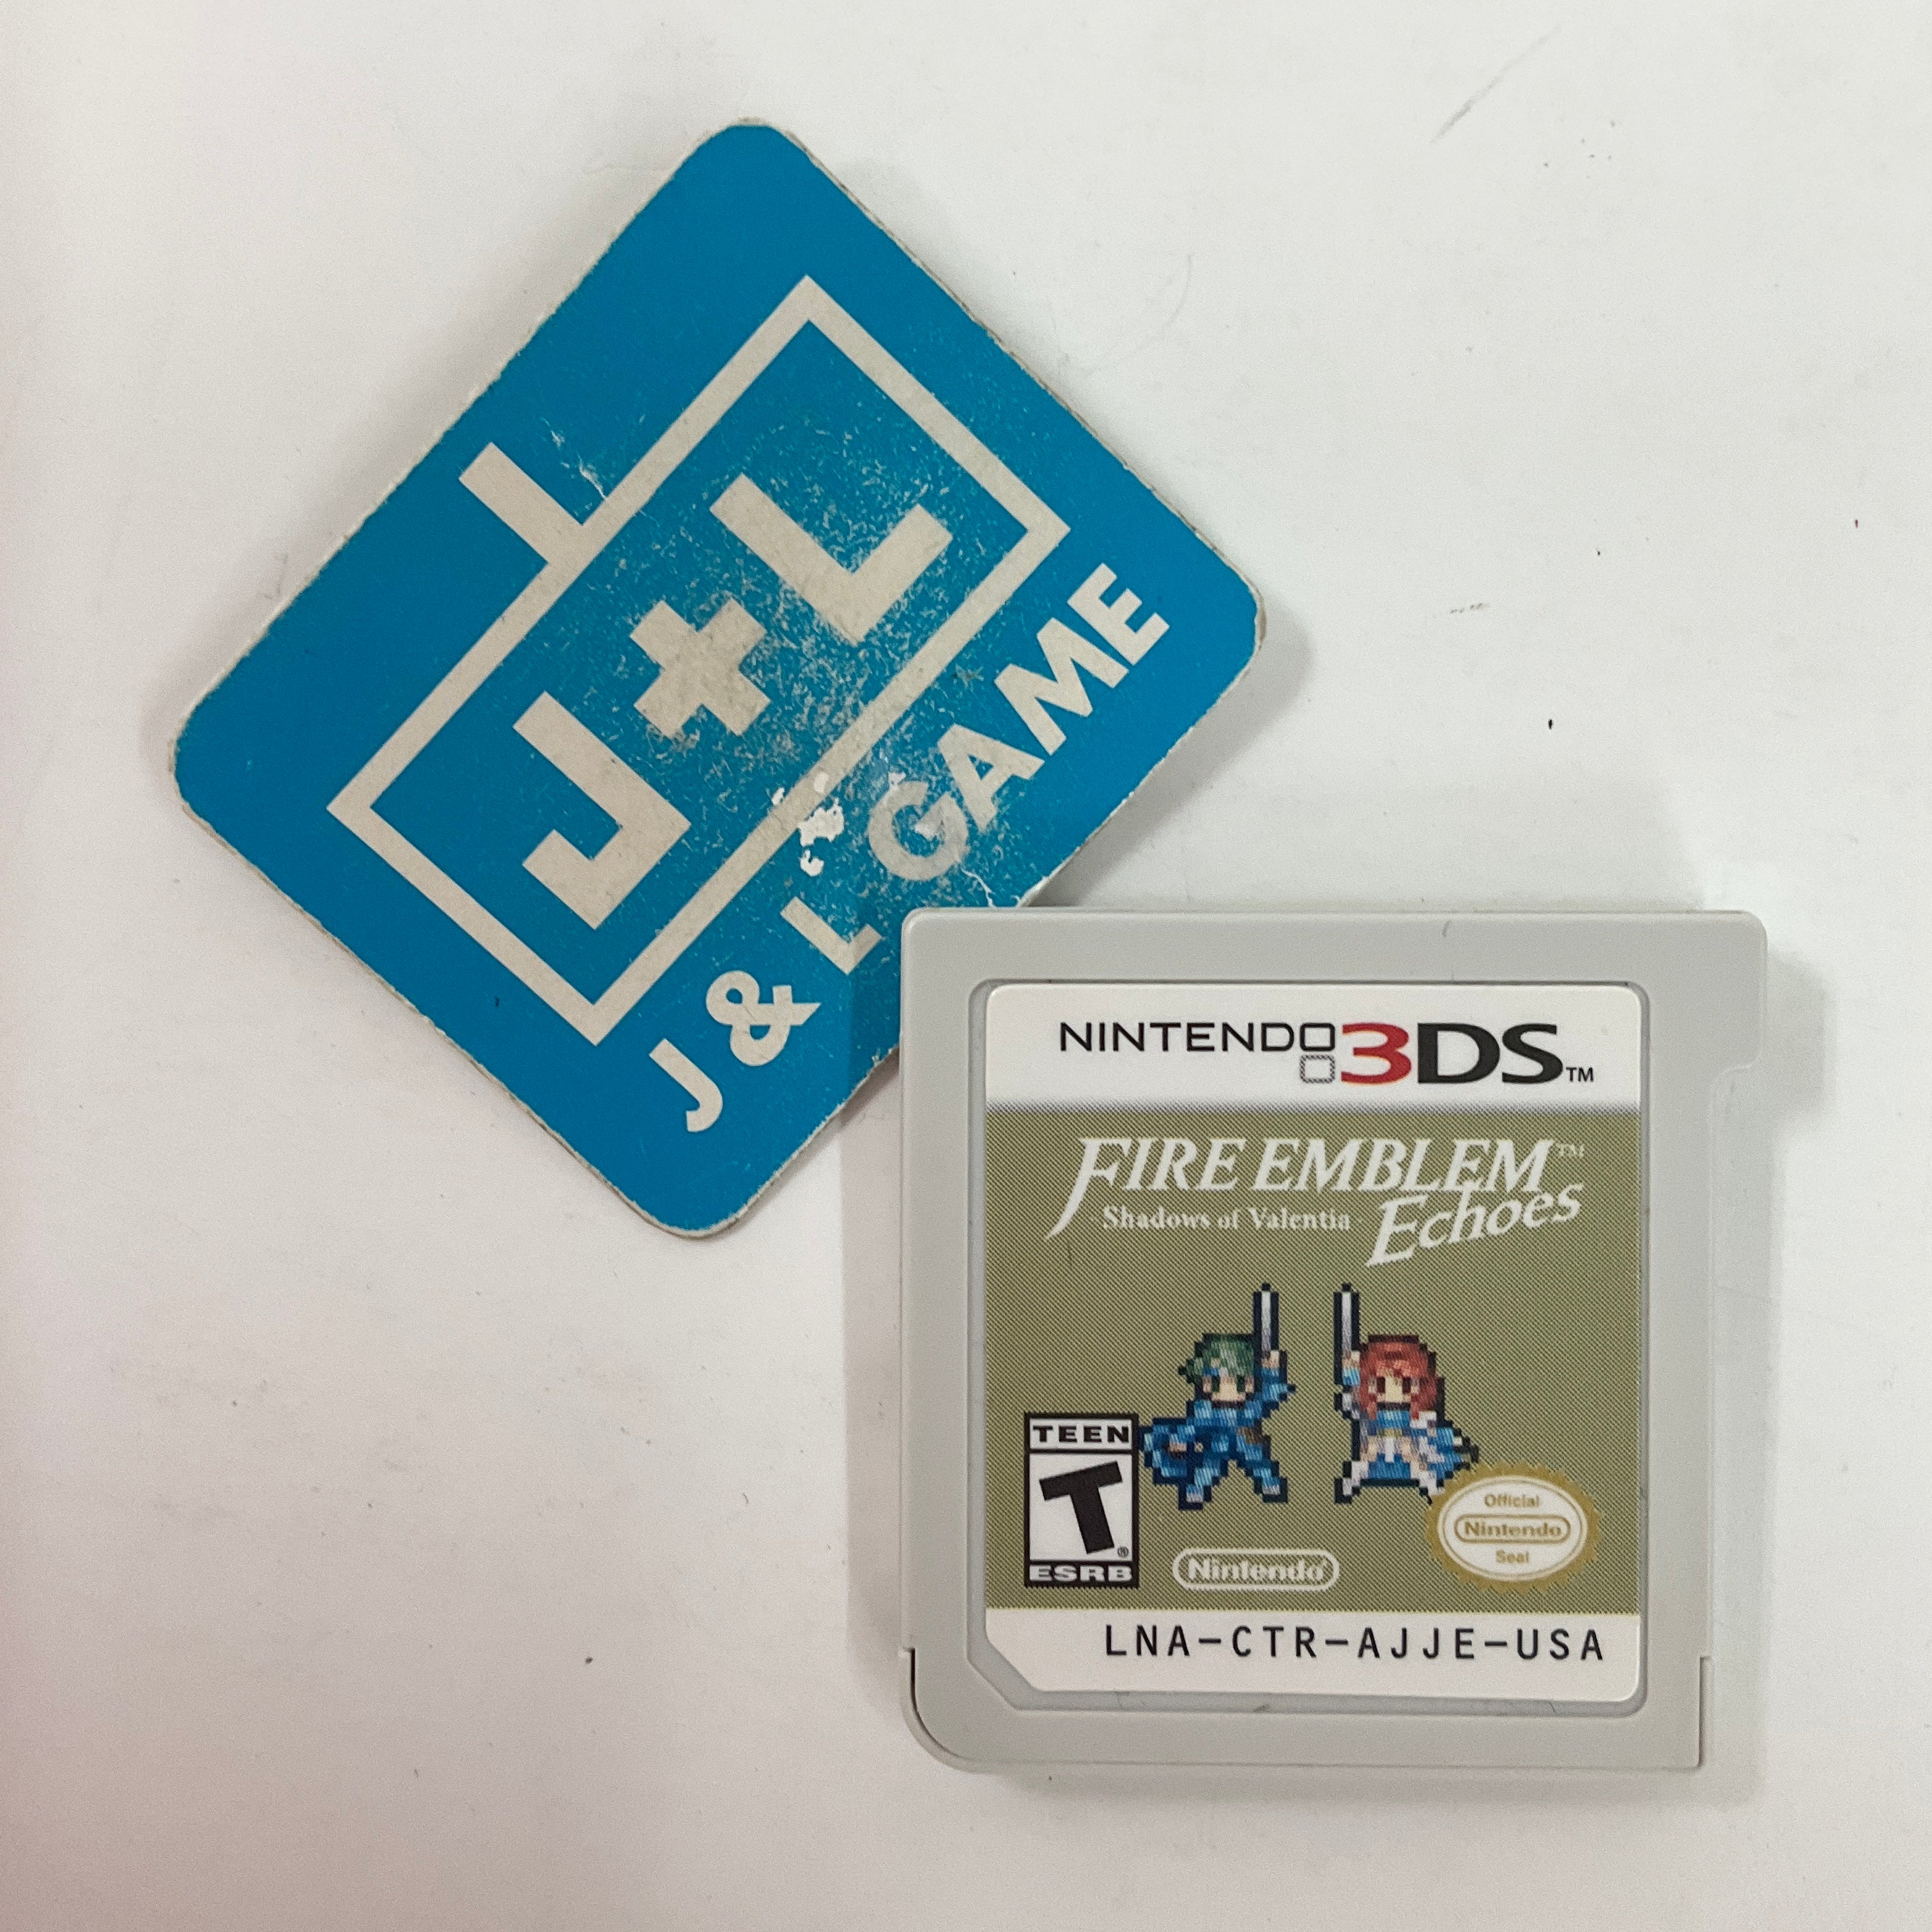 J+L
J & L GAME
NINTENDO 3DS™
FIRE EMBLEM™
Echoes
Shadows of Valentia
TEEN
T®
ESRB
Nintendo®
Official
Nintendo
Seal
LNA-CTR-AJJE-USA